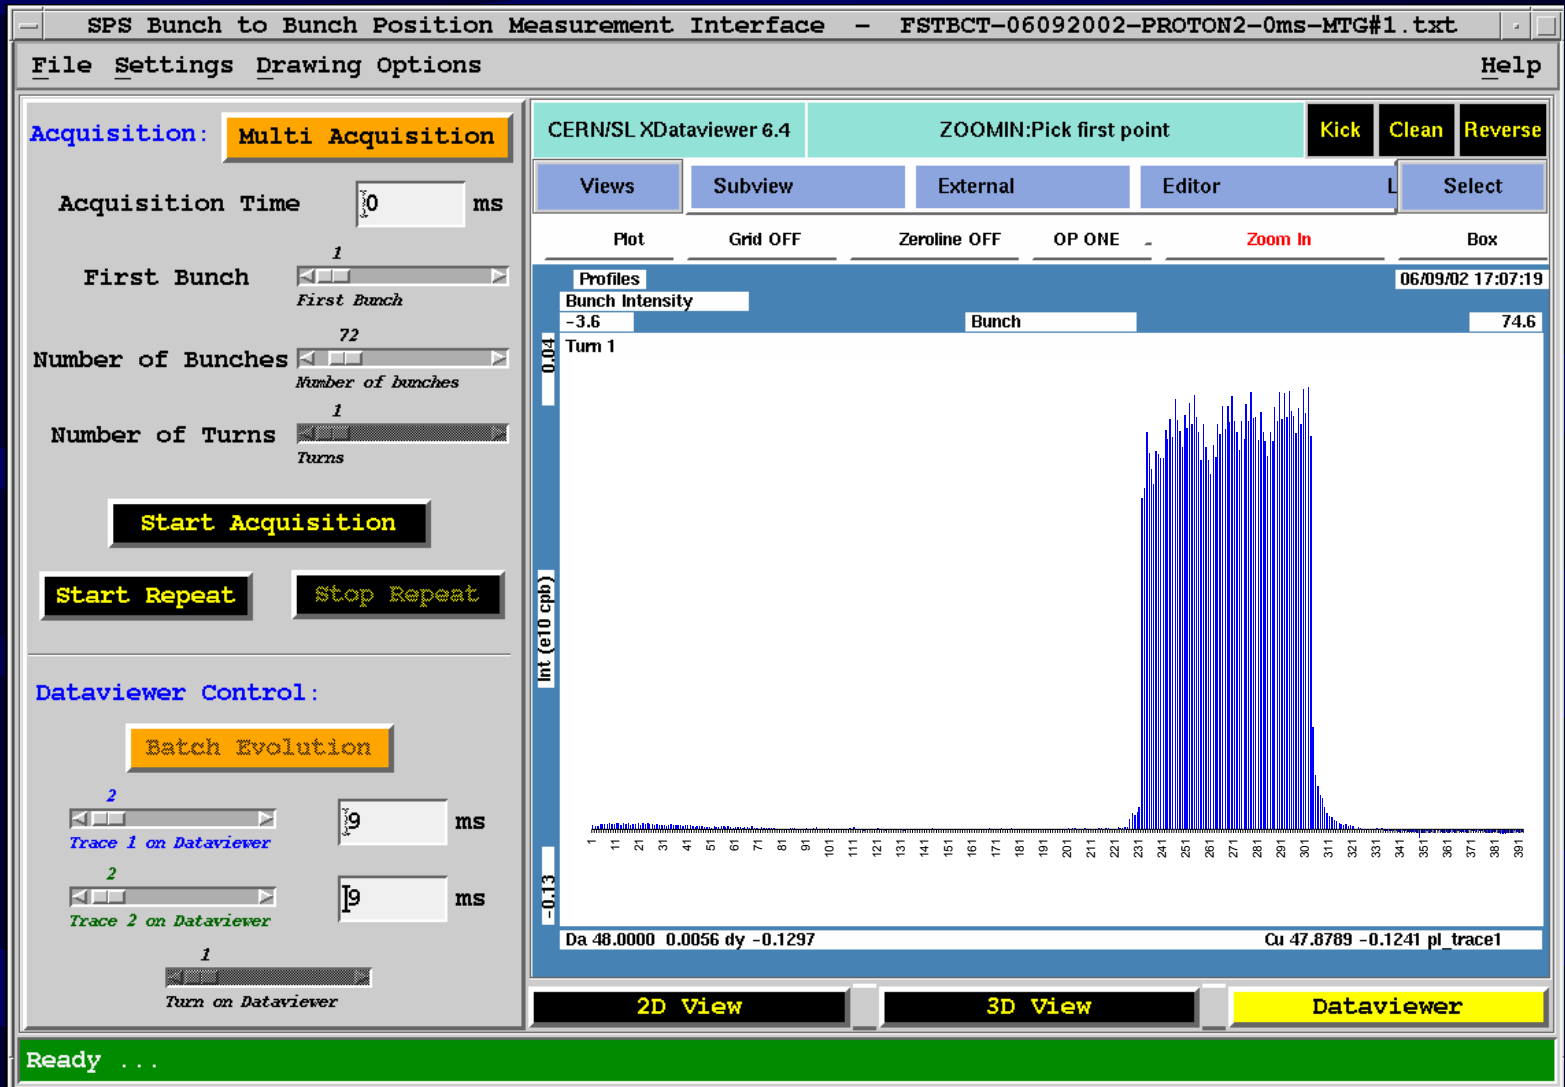 SPS Bunch to Bunch Position Measurement Interface – FSTBCT-06092002-PROTON2-0ms-MTG#1.txt
File Settings Drawing Options Help
Acquisition: Multi Acquisition
Acquisition Time 0 ms
1
First Bunch
First Bunch
72
Number of Bunches
Number of bunches
1
Number of Turns
Turns
Start Acquisition
Start Repeat Stop Repeat
Dataviewer Control:
Batch Evolution
2
9 ms
Trace 1 on Dataviewer
2
9 ms
Trace 2 on Dataviewer
1
Turn on Dataviewer
CERN/SL XDataviewer 6.4 ZOOMIN:Pick first point Kick Clean Reverse
Views Subview External Editor L Select
Plot Grid OFF Zeroline OFF OP ONE Zoom In Box
Profiles 06/09/02 17:07:19
Bunch Intensity
-3.6 Bunch 74.6
Turn 1
0.04
Int (e10 cpb)
-0.13
1 11 21 31 41 51 61 71 81 91 101 111 121 131 141 151 161 171 181 191 201 211 221 231 241 251 261 271 281 291 301 311 321 331 341 351 361 371 381 391
Da 48.0000 0.0056 dy -0.1297 Cu 47.8789 -0.1241 pl_trace1
2D View 3D View Dataviewer
Ready ...